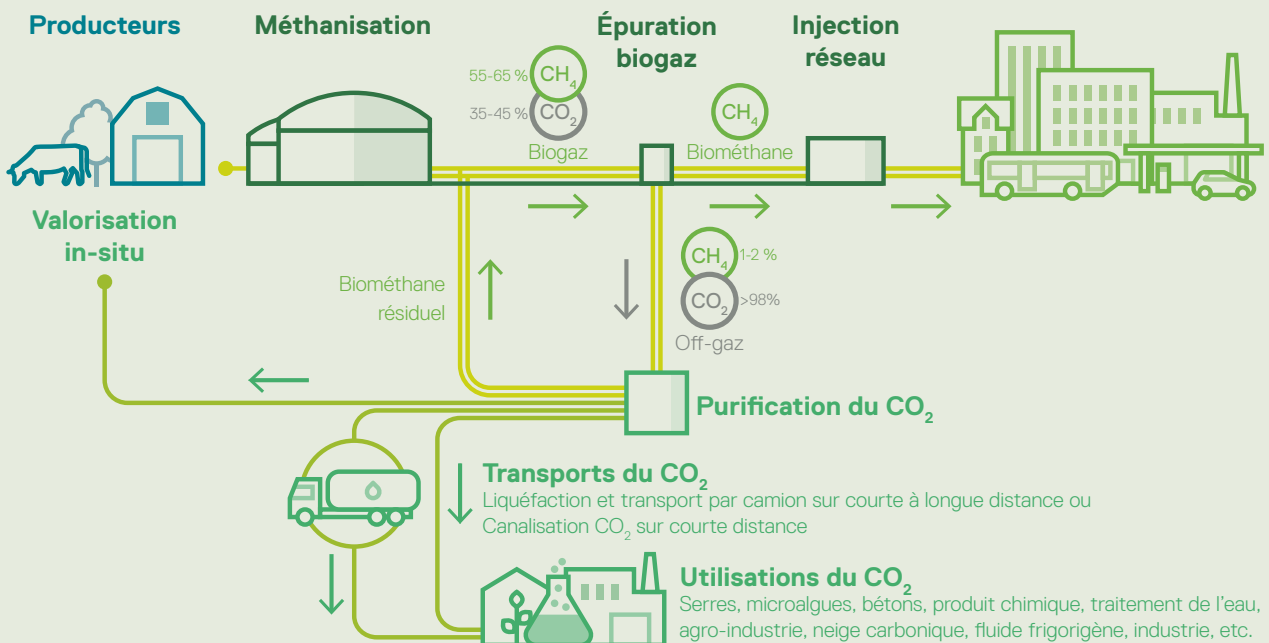 Producteurs
Méthanisation
Épuration
biogaz
Injection
réseau
55-65 %
CH₄
35-45 %
CO₂
Biogaz
CH₄
Biométhane
Valorisation
in-situ
Biométhane
résiduel
CH₄
1-2 %
CO₂
>98%
Off-gaz
Purification du CO₂
Transports du CO₂
Liquéfaction et transport par camion sur courte à longue distance ou
Canalisation CO₂ sur courte distance
Utilisations du CO₂
Serres, microalgues, bétons, produit chimique, traitement de l'eau,
agro-industrie, neige carbonique, fluide frigorigène, industrie, etc.